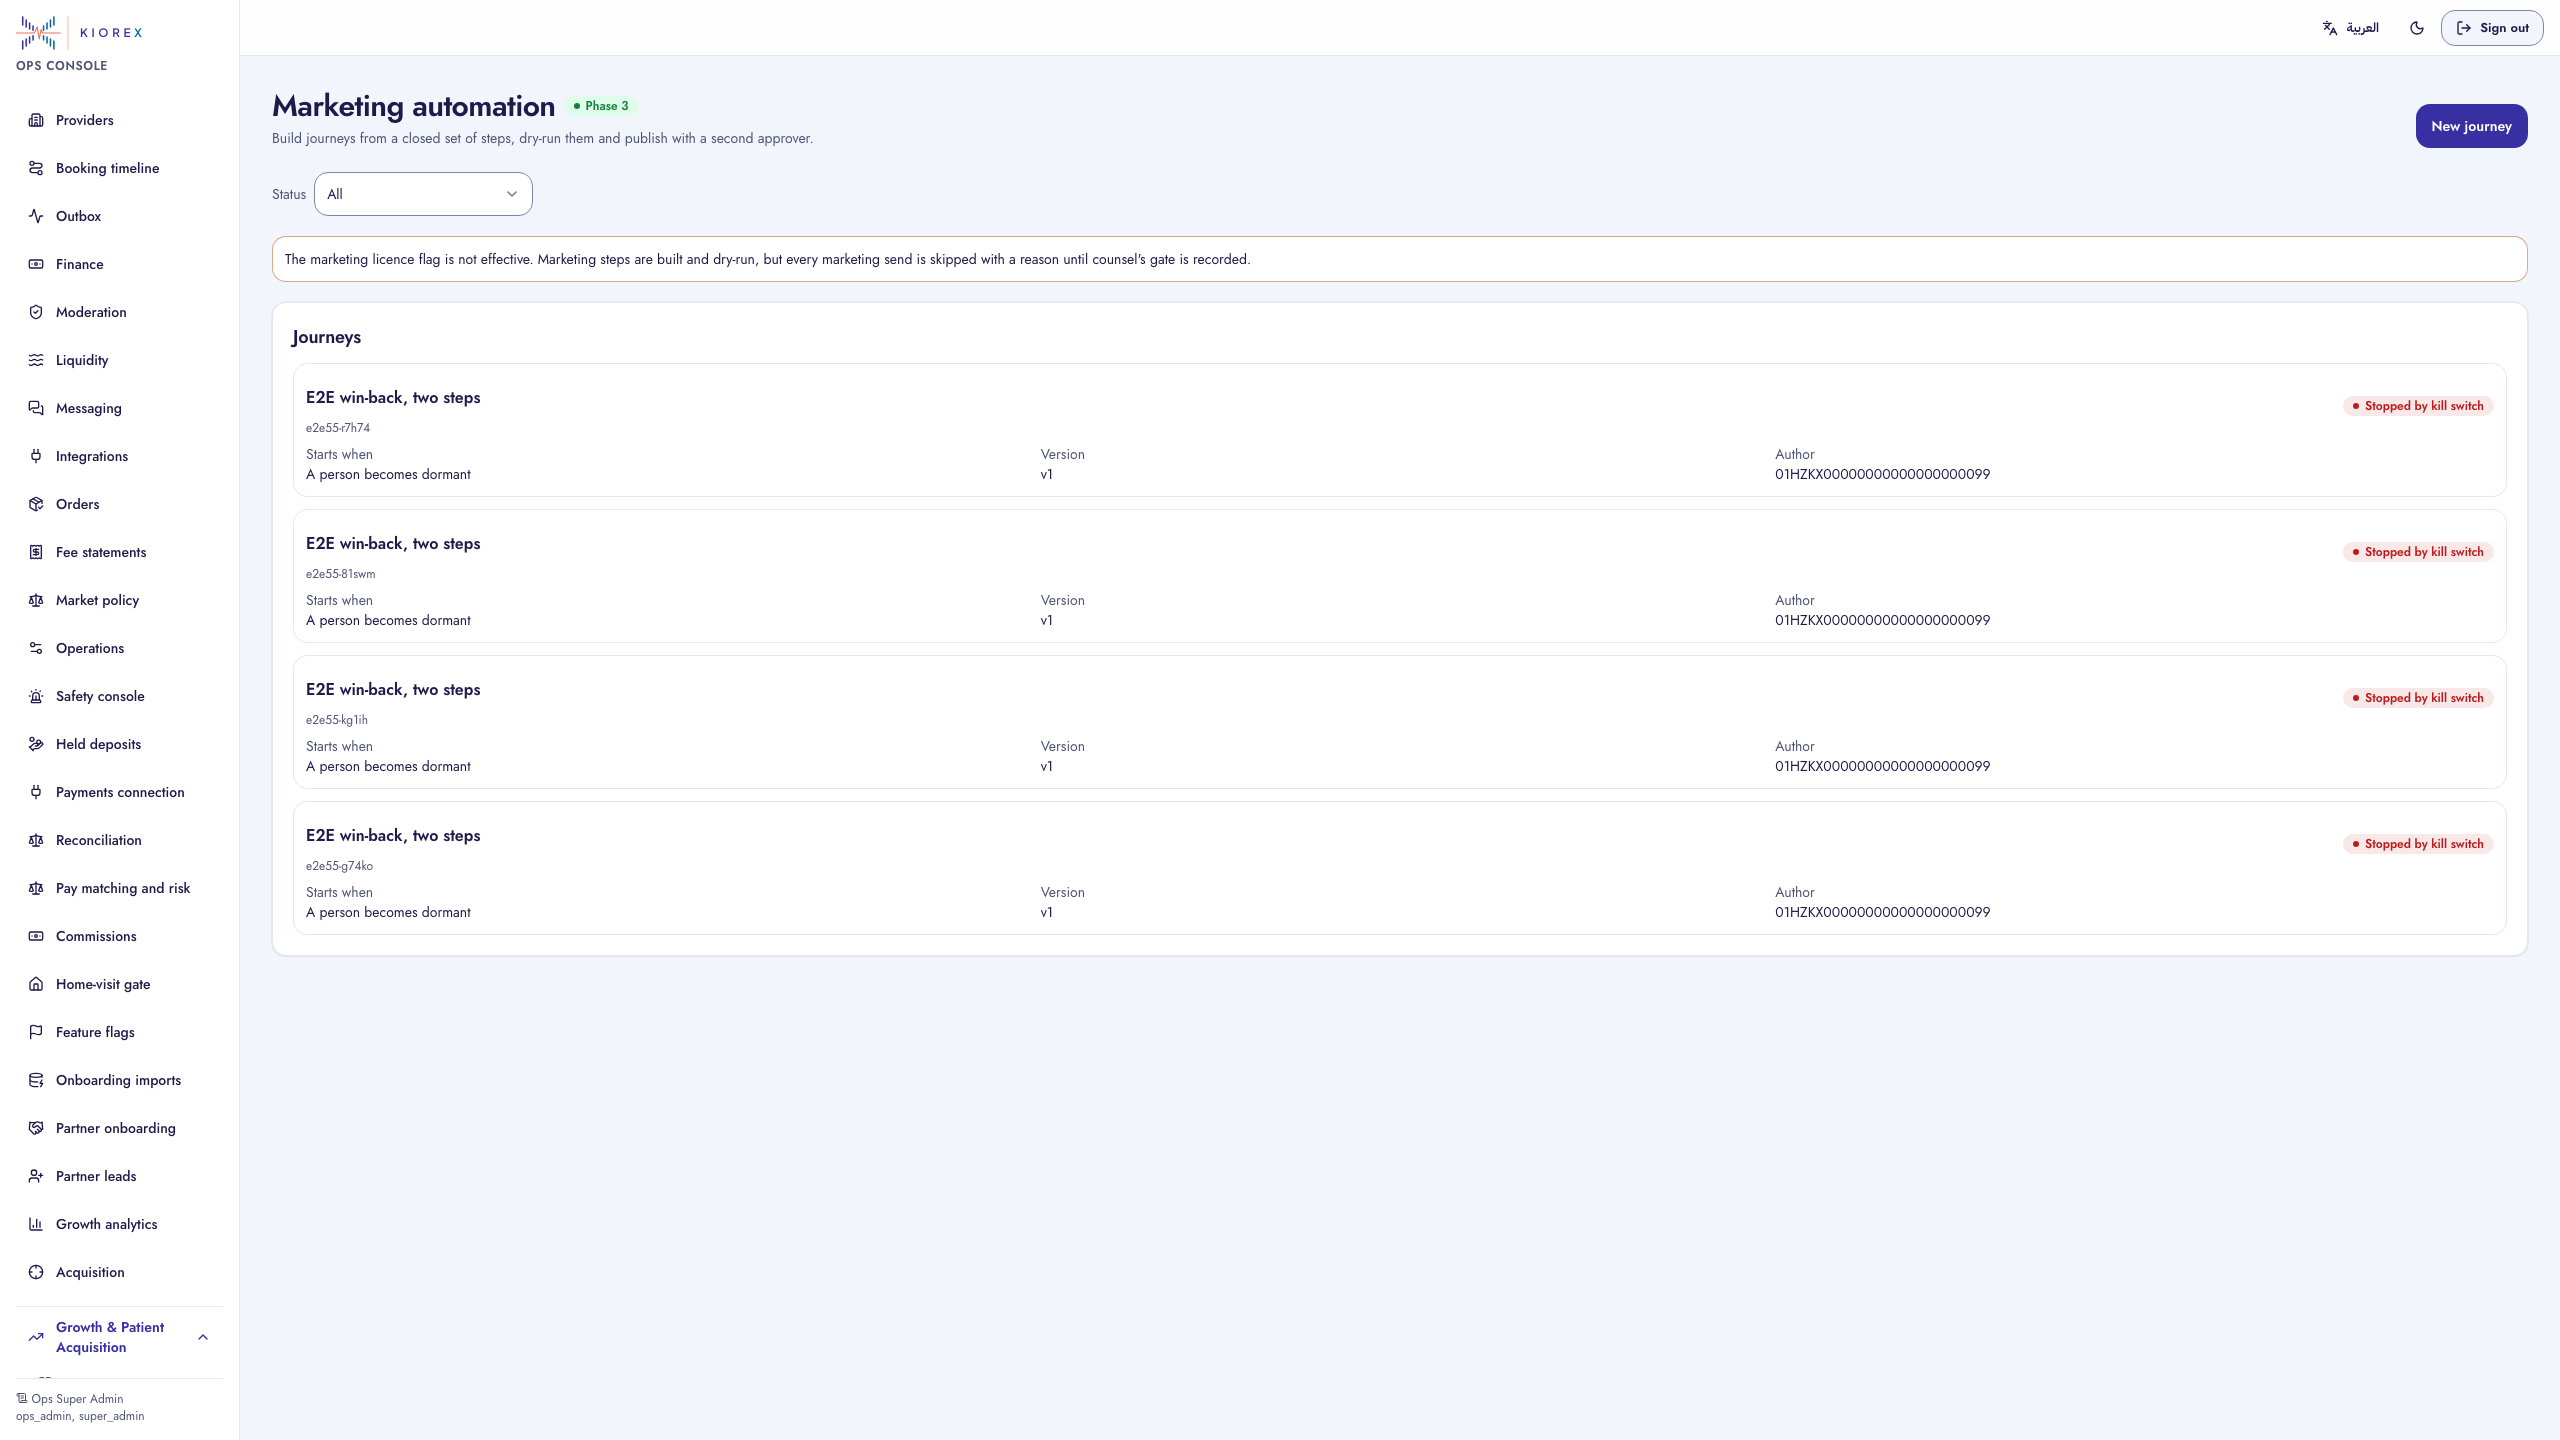 KIOREX
OPS CONSOLE
Providers
Booking timeline
Outbox
Finance
Moderation
Liquidity
Messaging
Integrations
Orders
Fee statements
Market policy
Operations
Safety console
Held deposits
Payments connection
Reconciliation
Pay matching and risk
Commissions
Home-visit gate
Feature flags
Onboarding imports
Partner onboarding
Partner leads
Growth analytics
Acquisition
Growth & Patient
Acquisition
Ops Super Admin
ops_admin, super_admin
العربية
Sign out
Marketing automation
Phase 3
Build journeys from a closed set of steps, dry-run them and publish with a second approver.
New journey
Status
All
The marketing licence flag is not effective. Marketing steps are built and dry-run, but every marketing send is skipped with a reason until counsel's gate is recorded.
Journeys
E2E win-back, two steps
Stopped by kill switch
e2e55-r7h74
Starts when Version Author
A person becomes dormant v1 01HZKX00000000000000000099
E2E win-back, two steps
Stopped by kill switch
e2e55-81swm
Starts when Version Author
A person becomes dormant v1 01HZKX00000000000000000099
E2E win-back, two steps
Stopped by kill switch
e2e55-kg1ih
Starts when Version Author
A person becomes dormant v1 01HZKX00000000000000000099
E2E win-back, two steps
Stopped by kill switch
e2e55-g74ko
Starts when Version Author
A person becomes dormant v1 01HZKX00000000000000000099